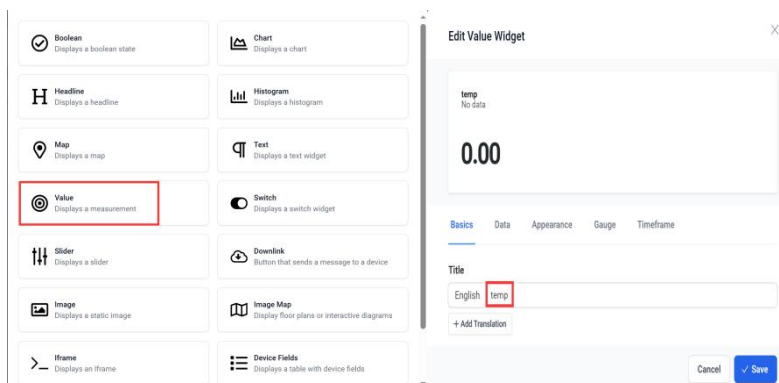 Boolean
Displays a boolean state
Chart
Displays a chart
Headline
Displays a headline
Histogram
Displays a histogram
Map
Displays a map
Text
Displays a text widget
Value
Displays a measurement
Switch
Displays a switch widget
Slider
Displays a slider
Downlink
Button that sends a message to a device
Image
Displays a static image
Image Map
Display floor plans or interactive diagrams
Iframe
Displays an Iframe
Device Fields
Displays a table with device fields
Edit Value Widget
temp
No data
0.00
Basics Data Appearance Gauge Timeframe
Title
English temp
+ Add Translation
Cancel Save